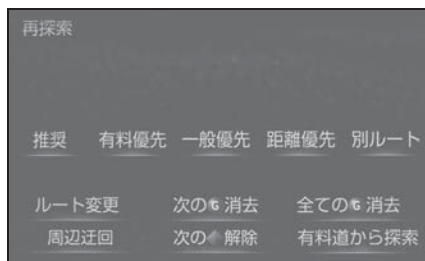 再探索
推奨 有料優先 一般優先 距離優先 別ルート
ルート変更 次のG消去 全てのG消去
周辺迂回 次の◆解除 有料道から探索